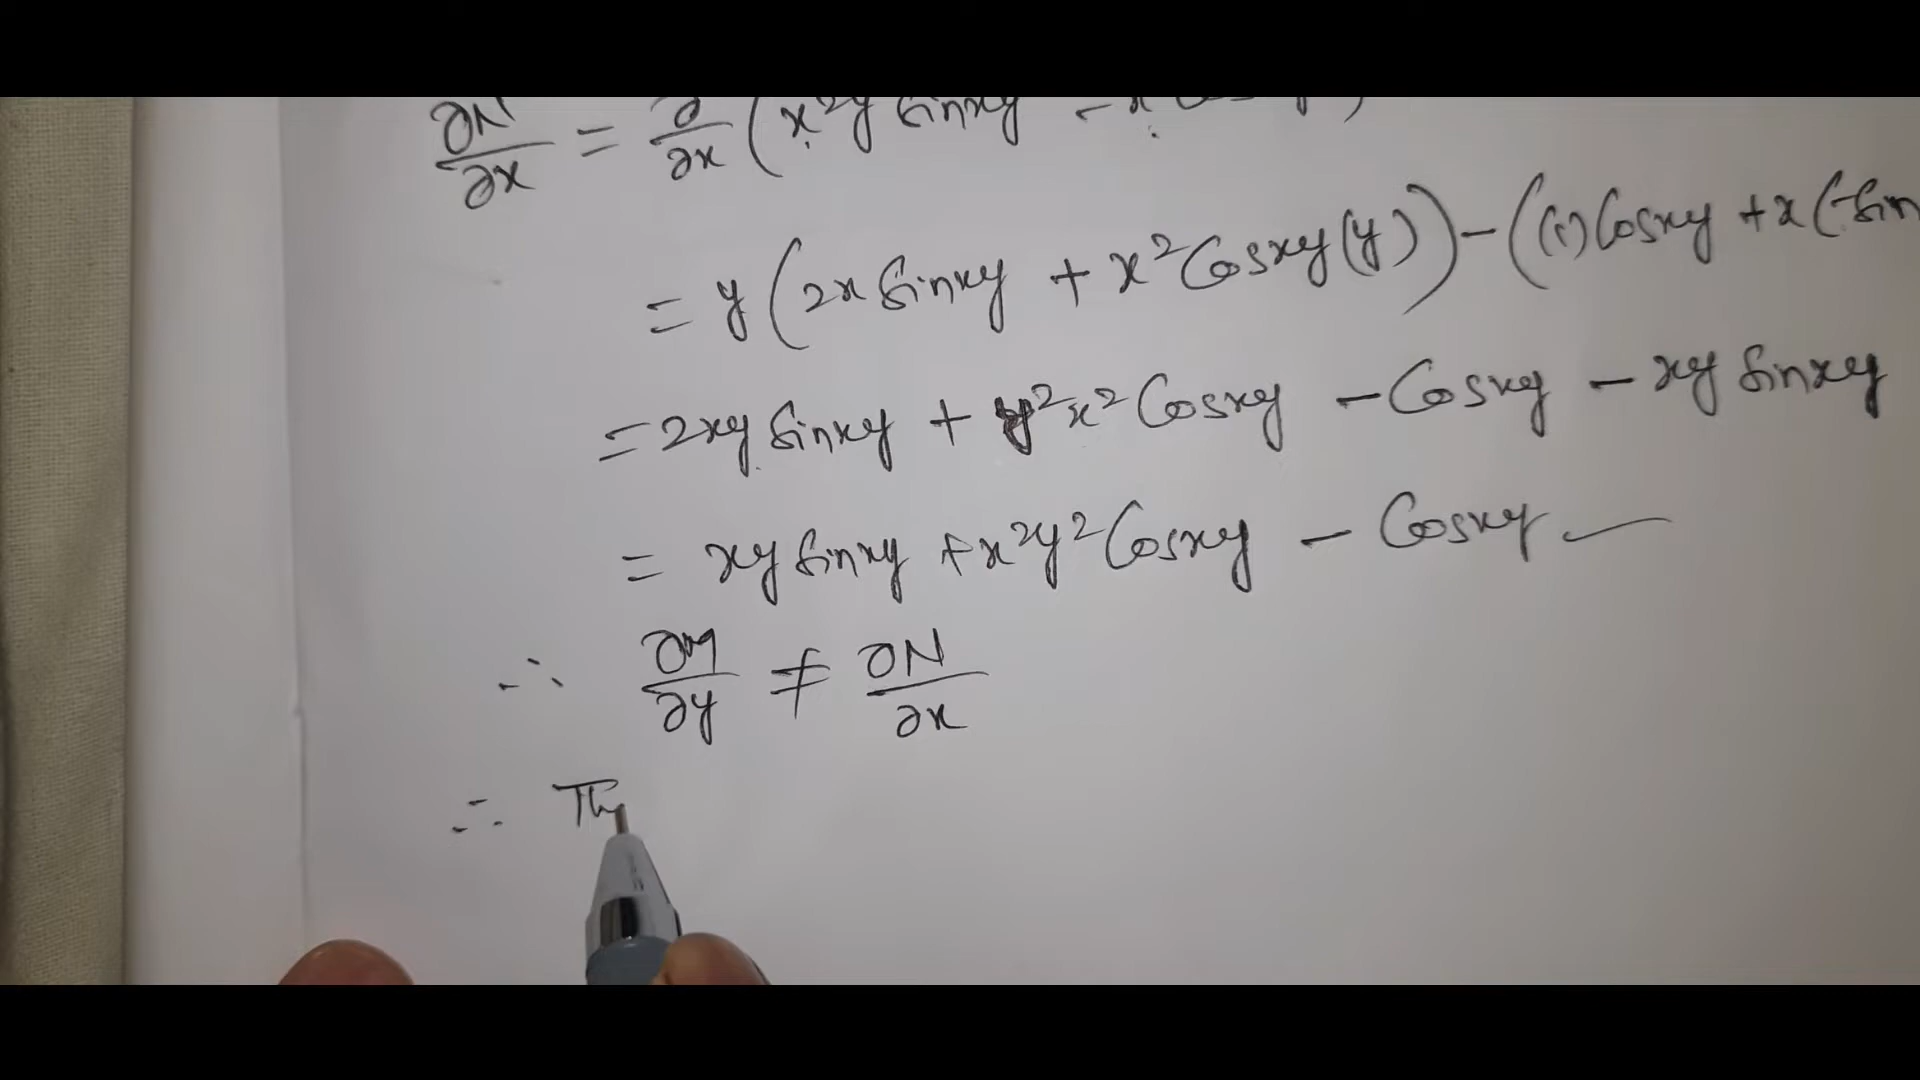 ∂N/∂x = ∂/∂x (x²y sinxy - x
= y (2x sinxy + x² Cosxy (y)) - ((1) Cosxy + x (-sin
= 2xy sinxy + y²x² Cosxy - Cosxy - xy sinxy
= xy sinxy + x²y² Cosxy - Cosxy
∴ ∂M/∂y ≠ ∂N/∂x
∴ Th